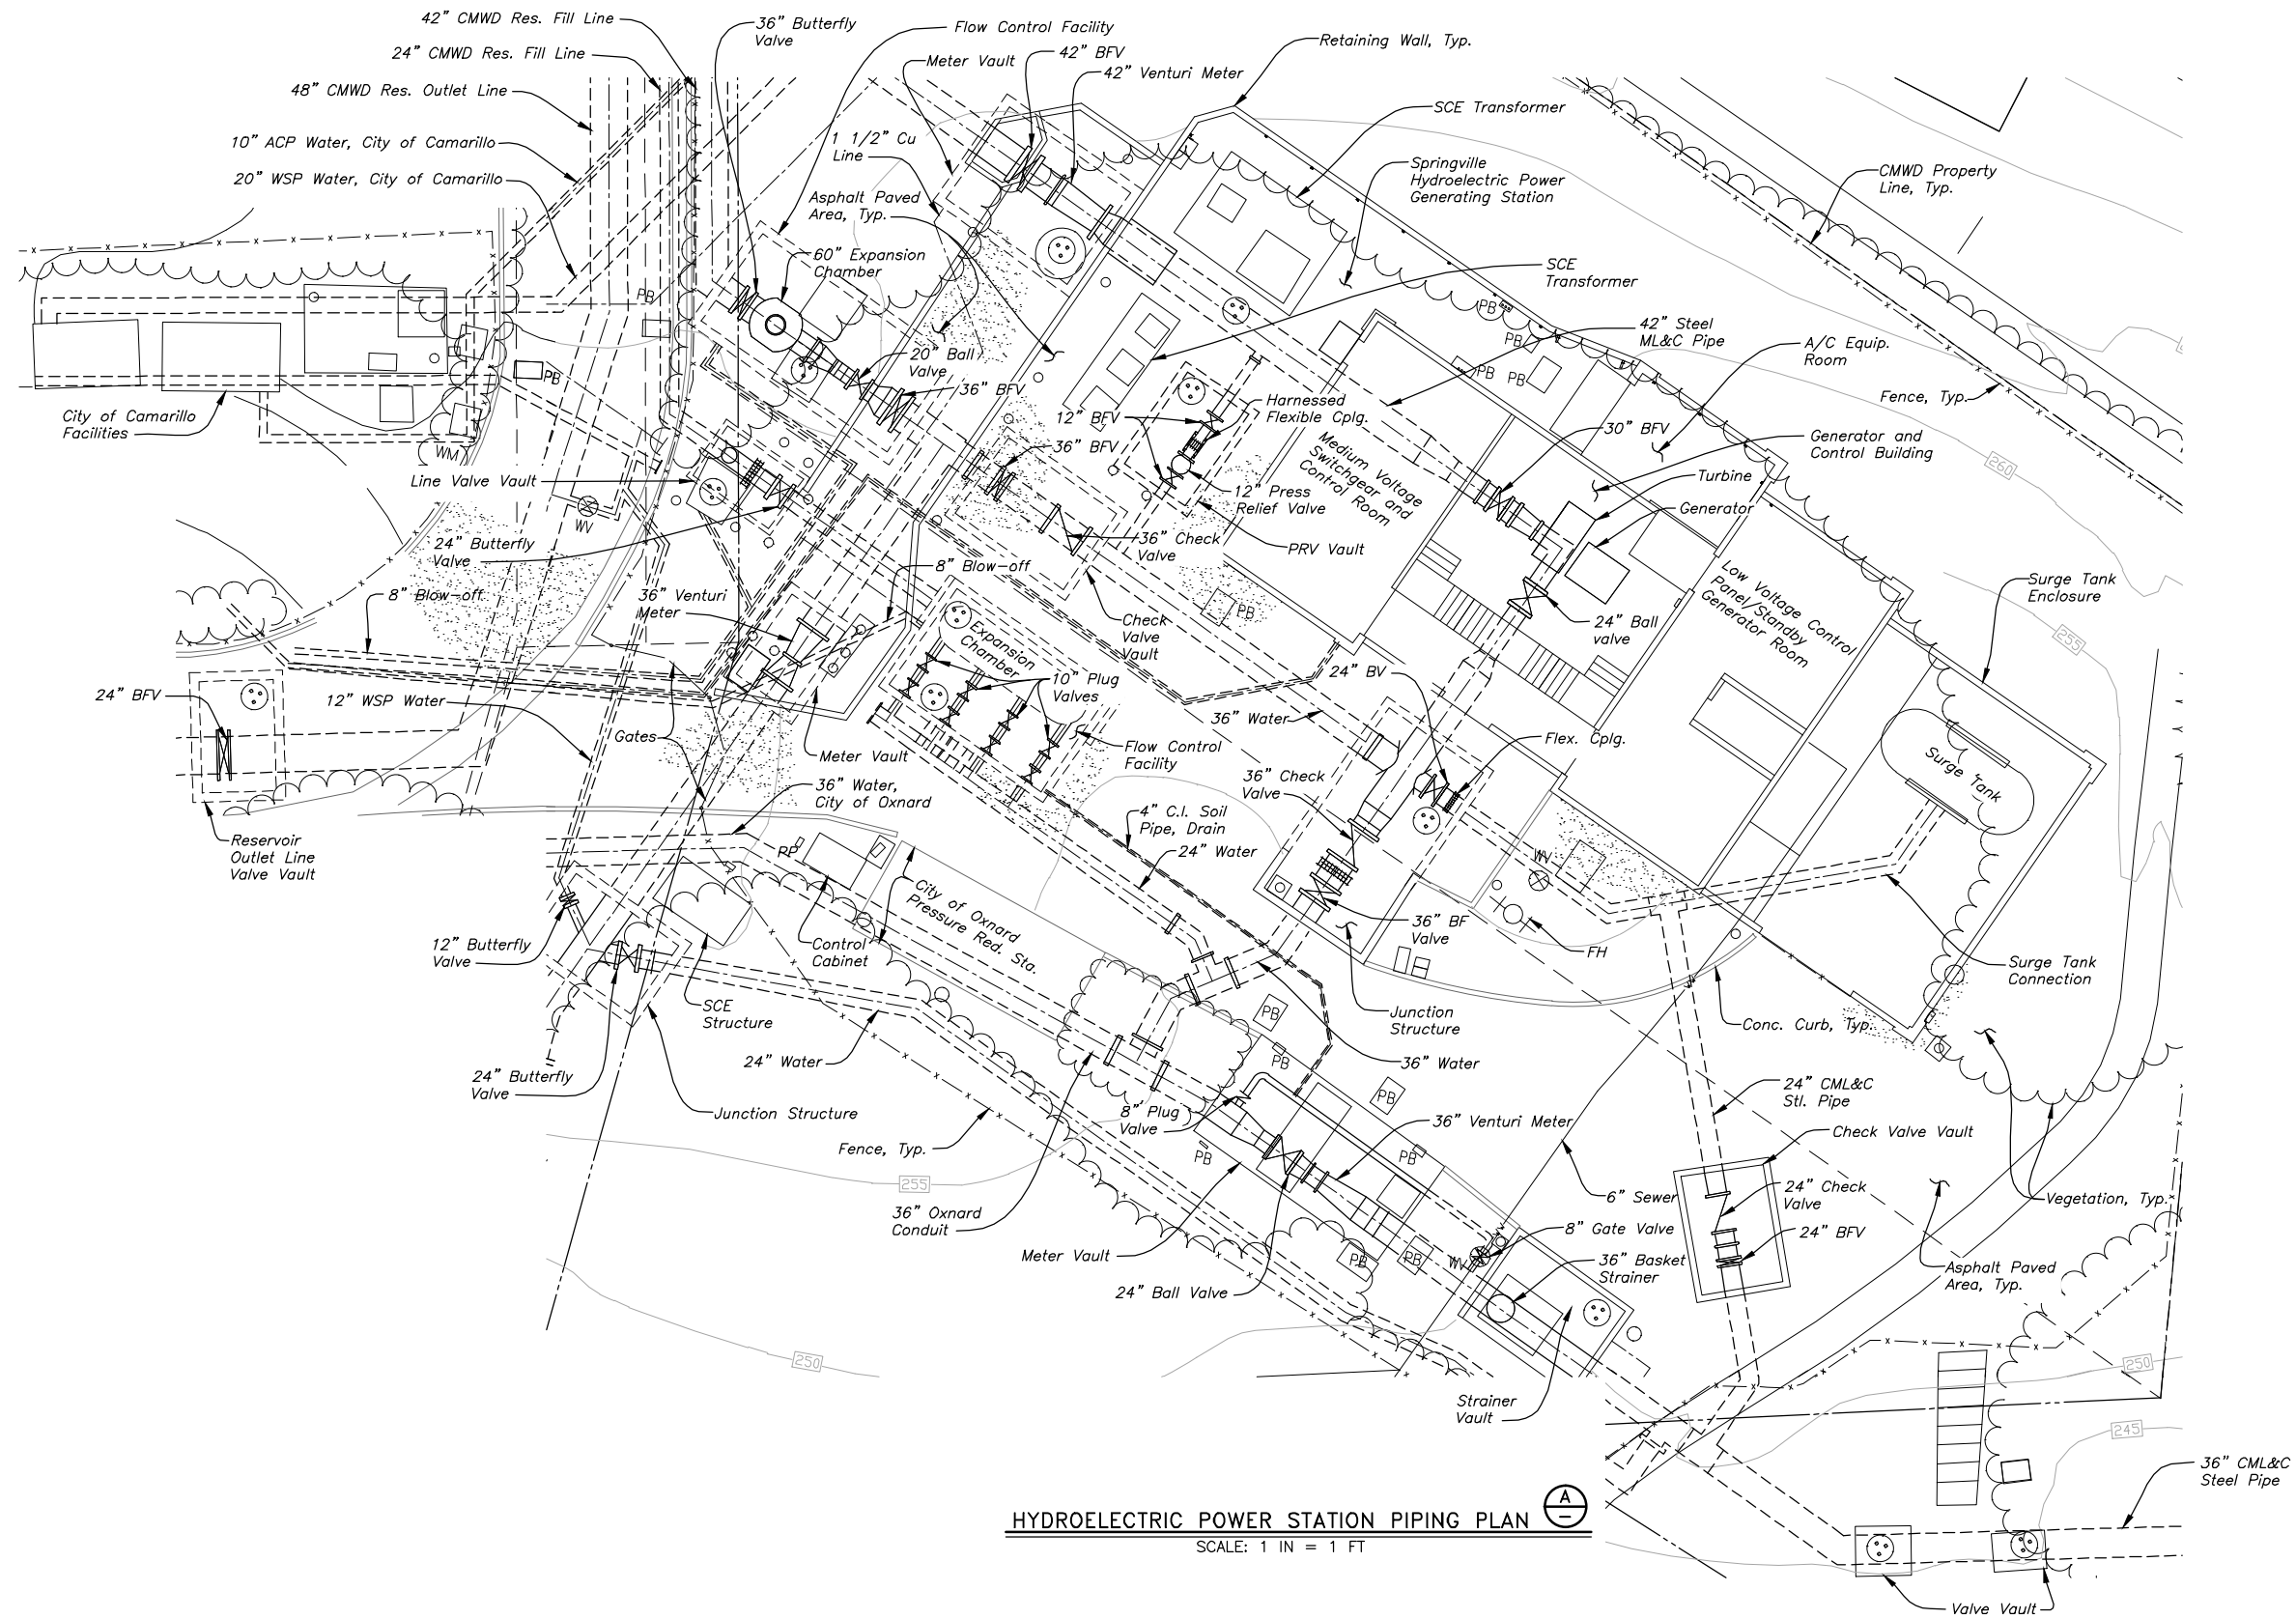 42” CMWD Res. Fill Line
24” CMWD Res. Fill Line
48” CMWD Res. Outlet Line
10” ACP Water, City of Camarillo
20” WSP Water, City of Camarillo
36” Butterfly
Valve
Flow Control Facility
Meter Vault
42” BFV
42” Venturi Meter
Retaining Wall, Typ.
SCE Transformer
1 1/2” Cu
Line
Asphalt Paved
Area, Typ.
Springville
Hydroelectric Power
Generating Station
CMWD Property
Line, Typ.
60” Expansion
Chamber
SCE
Transformer
PB
PB
PB
42” Steel
ML&C Pipe
A/C Equip.
Room
20” Ball
Valve
36” BFV
PB
PB
PB
Harnessed
Flexible Cplg.
12” BFV
Fence, Typ.
City of Camarillo
Facilities
WM
36” BFV
Medium Voltage
Switchgear and
Control Room
30” BFV
Generator and
Control Building
260
Line Valve Vault
12” Press
Relief Valve
Turbine
Generator
WV
24” Butterfly
Valve
36” Check
Valve
PRV Vault
8” Blow-off
8” Blow-off
36” Venturi
Meter
Low Voltage Control
Panel/Standby
Generator Room
Surge Tank
Enclosure
PB
Check
Valve
Vault
Expansion
Chamber
24” Ball
valve
255
24” BFV
12” WSP Water
10” Plug
Valves
24” BV
36” Water
Gates
Meter Vault
Flow Control
Facility
Flex. Cplg.
Surge Tank
36” Water,
City of Oxnard
36” Check
Valve
Reservoir
Outlet Line
Valve Vault
4” C.I. Soil
Pipe, Drain
24” Water
PP
WV
City of Oxnard
Pressure Red. Sta.
12” Butterfly
Valve
Control
Cabinet
36” BF
Valve
FH
Surge Tank
Connection
SCE
Structure
PB
Junction
Structure
Conc. Curb, Typ.
24” Water
PB
36” Water
24” Butterfly
Valve
Junction Structure
PB
24” CML&C
Stl. Pipe
8” Plug
Valve
36” Venturi Meter
Check Valve Vault
Fence, Typ.
PB
PB
255
6” Sewer
24” Check
Valve
Vegetation, Typ.
36” Oxnard
Conduit
8” Gate Valve
24” BFV
Meter Vault
PB
PB
WV
36” Basket
Strainer
Asphalt Paved
Area, Typ.
24” Ball Valve
250
250
Strainer
Vault
245
36” CML&C
Steel Pipe
A
HYDROELECTRIC POWER STATION PIPING PLAN
SCALE: 1 IN = 1 FT
Valve Vault